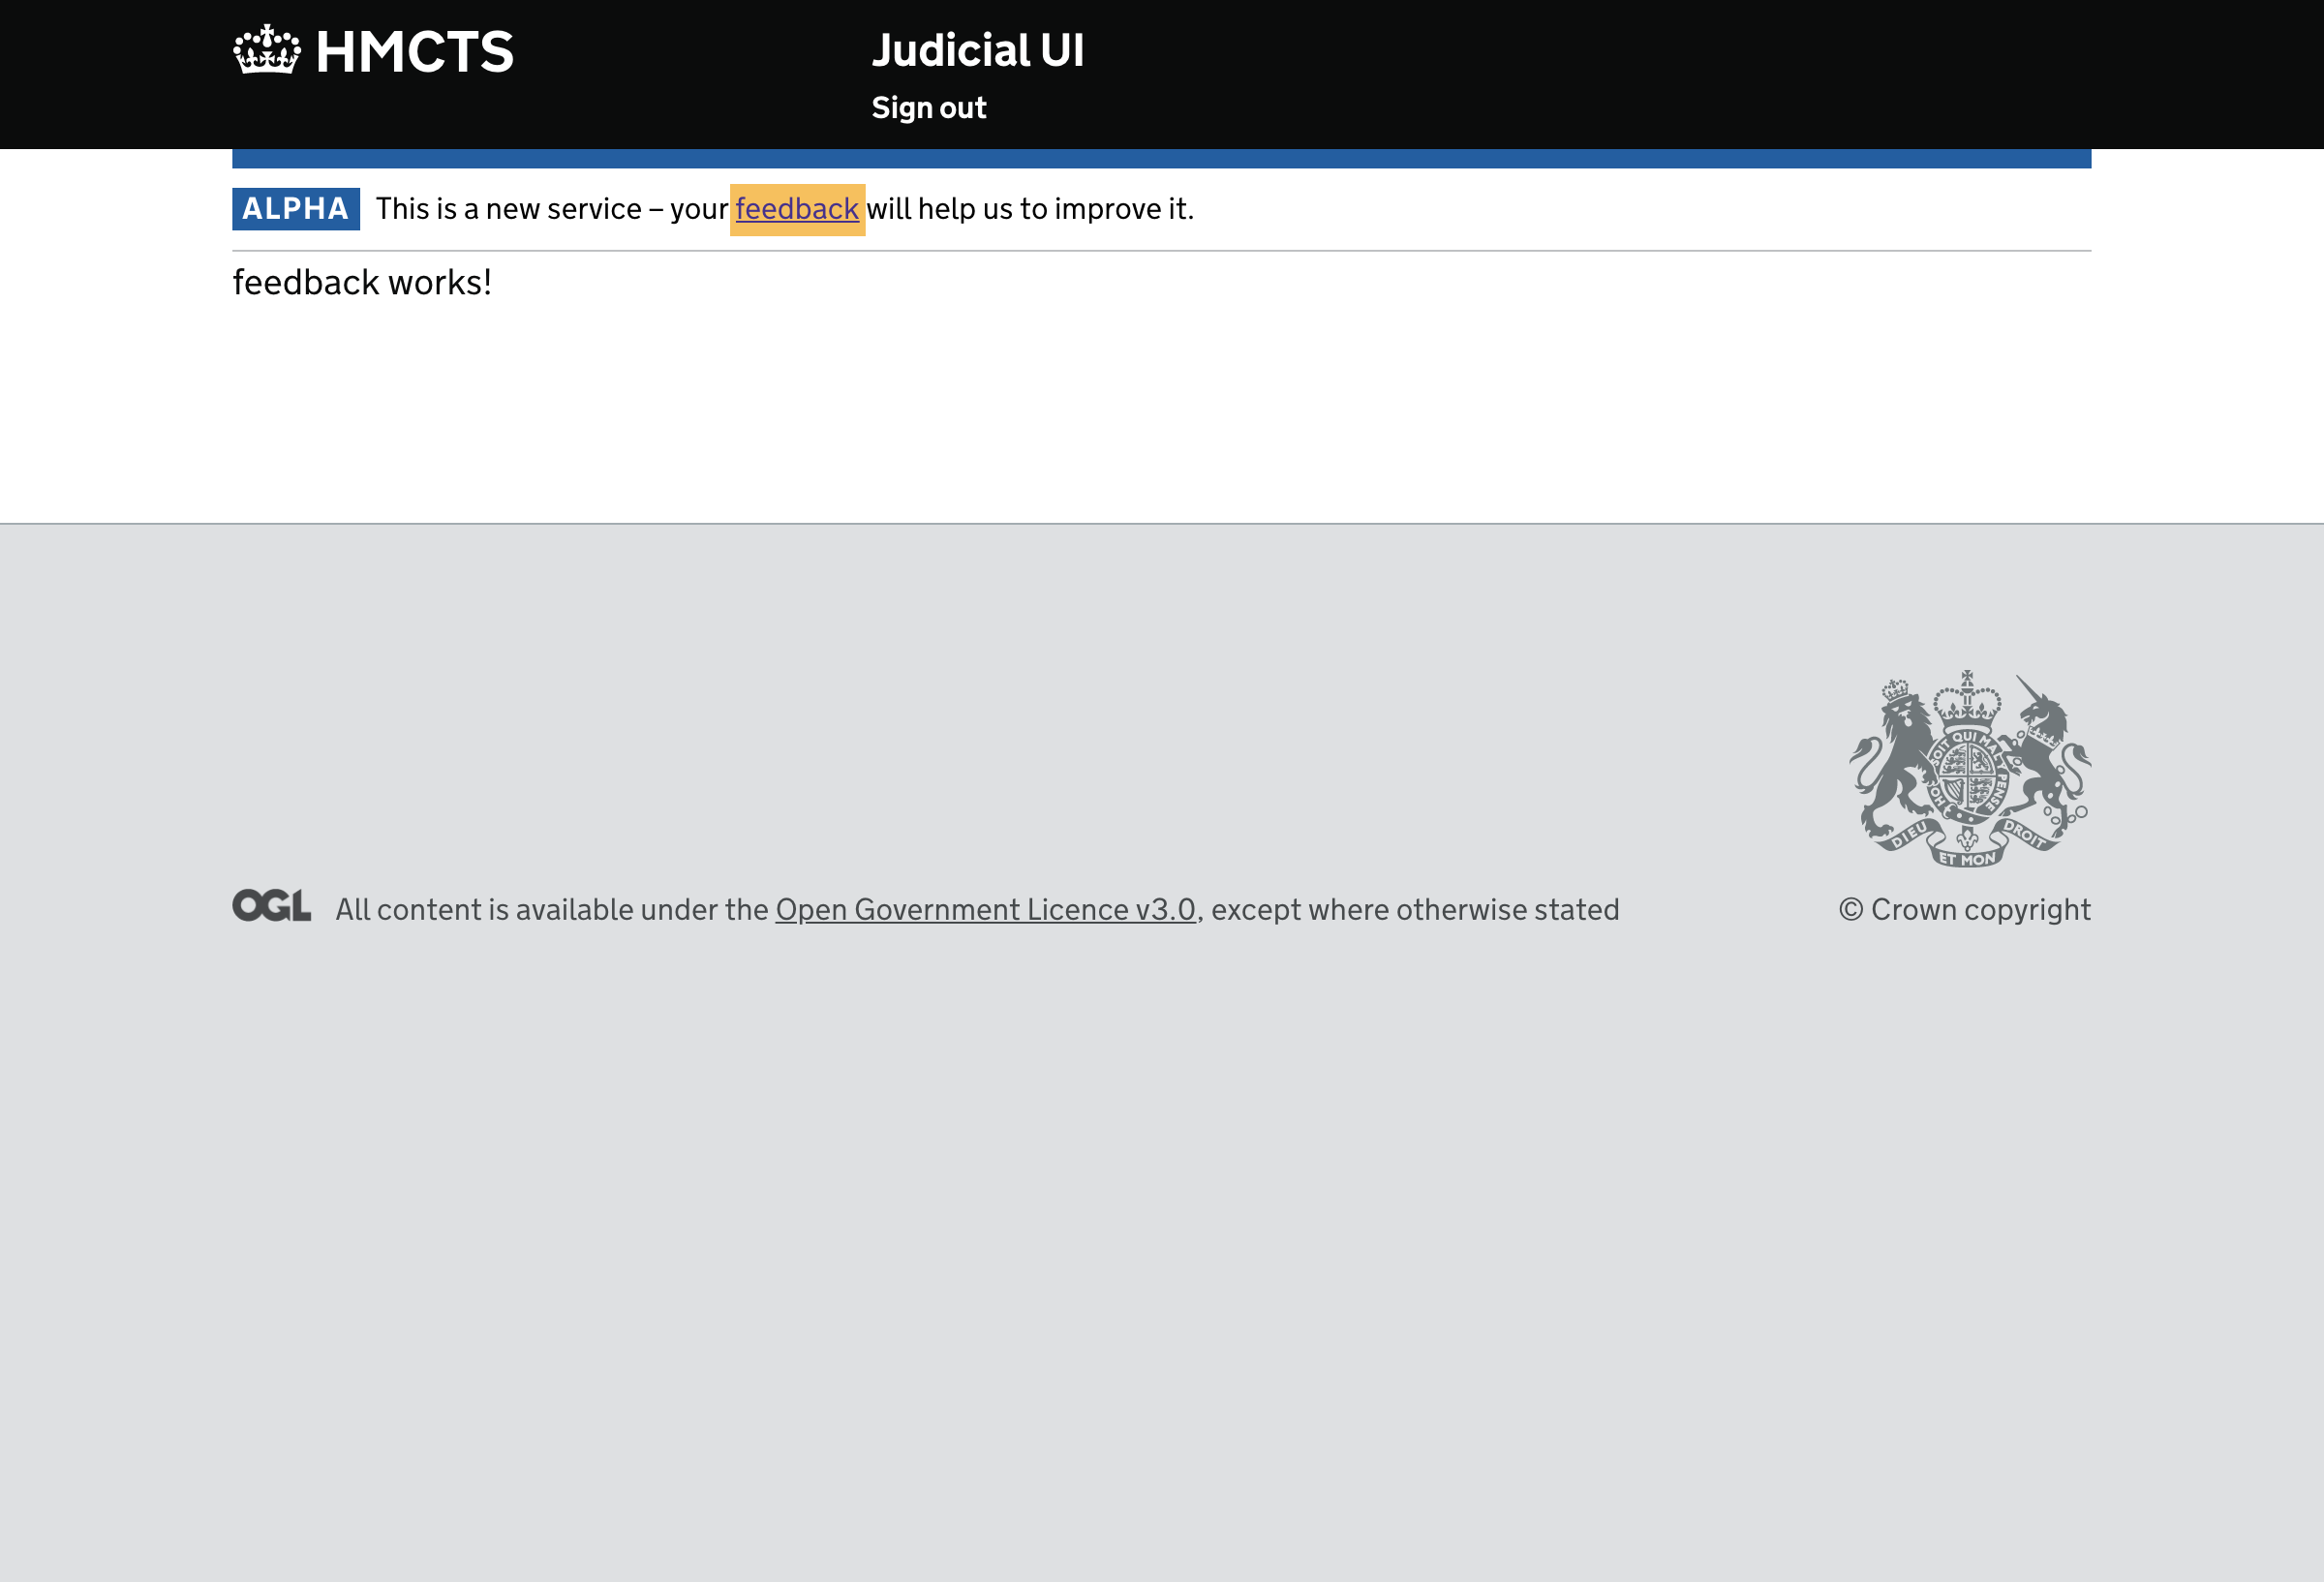 HMCTS
Judicial UI
Sign out
ALPHA This is a new service – your feedback will help us to improve it.
feedback works!
HONI SOIT QUI MAL Y PENSE
DIEU ET MON DROIT
OGL All content is available under the Open Government Licence v3.0, except where otherwise stated
© Crown copyright